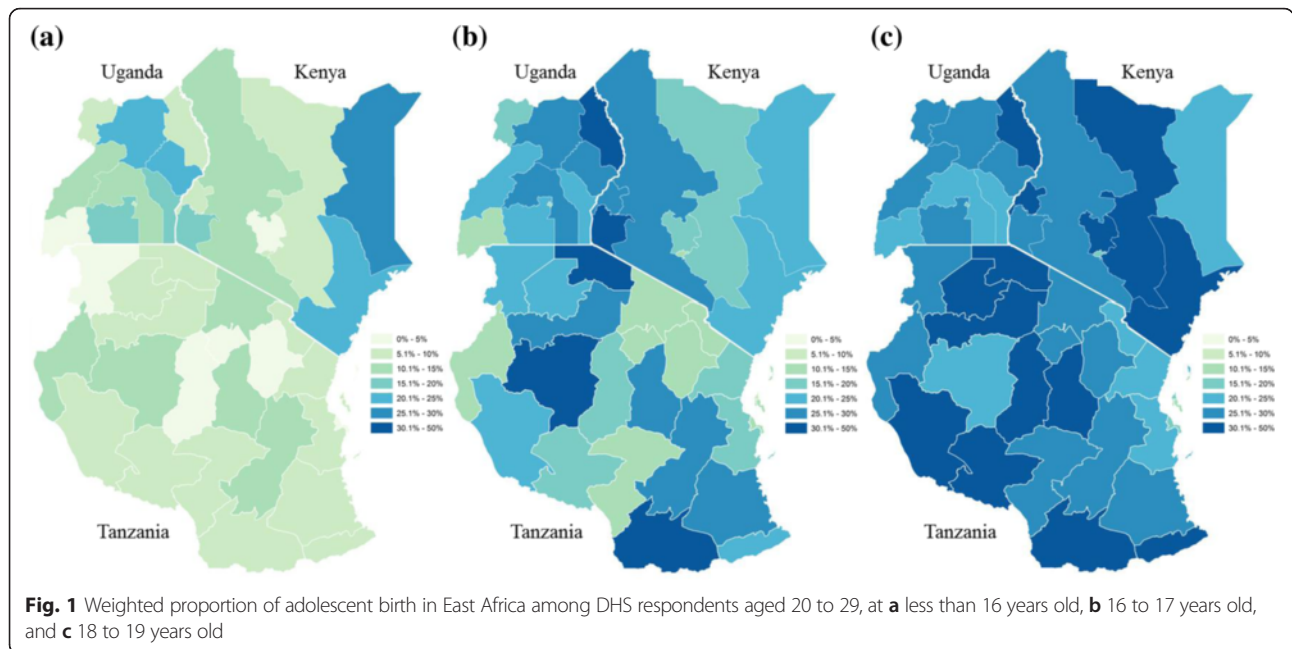 (a)
Uganda
Kenya
0% - 5%
5.1% - 10%
10.1% - 15%
15.1% - 20%
20.1% - 25%
25.1% - 30%
30.1% - 50%
Tanzania
(b)
Uganda
Kenya
0% - 5%
5.1% - 10%
10.1% - 15%
15.1% - 20%
20.1% - 25%
25.1% - 30%
30.1% - 50%
Tanzania
(c)
Uganda
Kenya
0% - 5%
5.1% - 10%
10.1% - 15%
15.1% - 20%
20.1% - 25%
25.1% - 30%
30.1% - 50%
Tanzania
Fig. 1 Weighted proportion of adolescent birth in East Africa among DHS respondents aged 20 to 29, at a less than 16 years old, b 16 to 17 years old,
and c 18 to 19 years old